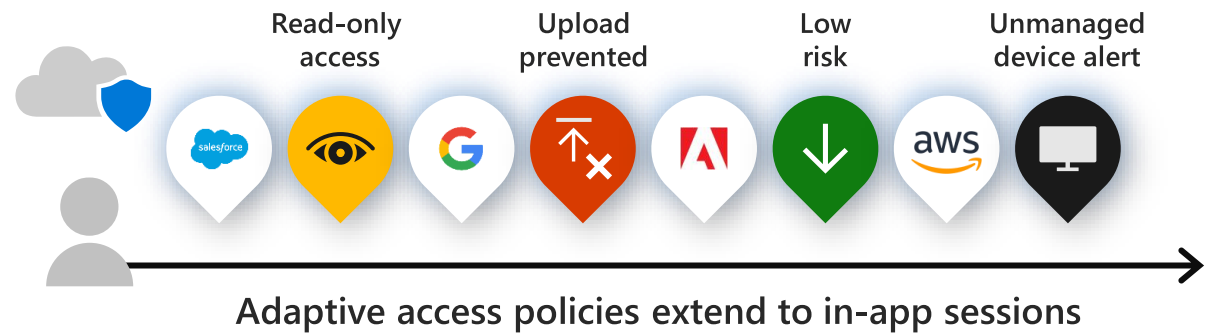 Read-only
access
Upload
prevented
Low
risk
Unmanaged
device alert
salesforce
aws
Adaptive access policies extend to in-app sessions